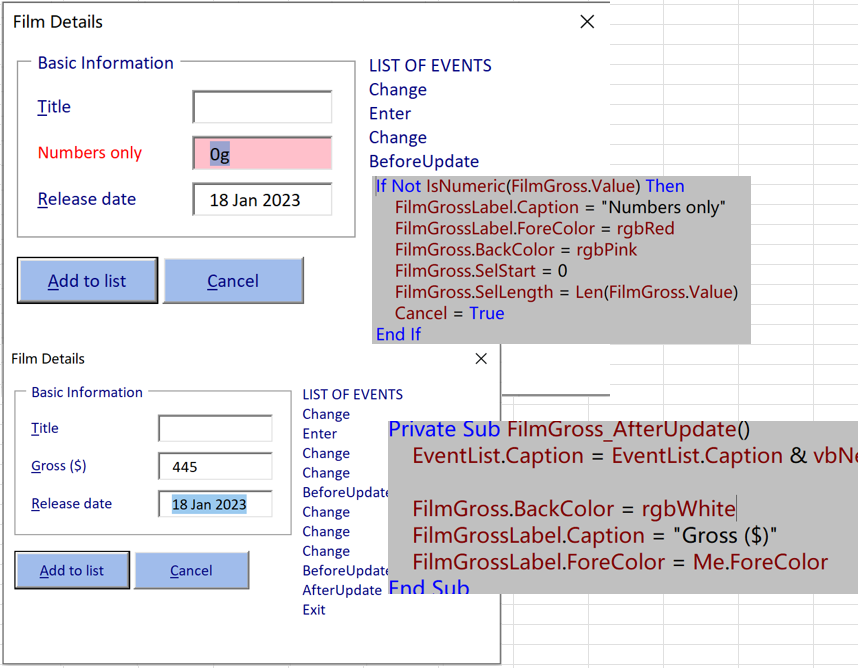 Film Details
Basic Information
Title
Numbers only
0g
Release date
18 Jan 2023
Add to list
Cancel
LIST OF EVENTS
Change
Enter
Change
BeforeUpdate
If Not IsNumeric(FilmGross.Value) Then
FilmGrossLabel.Caption = "Numbers only"
FilmGrossLabel.ForeColor = rgbRed
FilmGross.BackColor = rgbPink
FilmGross.SelStart = 0
FilmGross.SelLength = Len(FilmGross.Value)
Cancel = True
End If
Film Details
Basic Information
Title
Gross ($)
445
Release date
18 Jan 2023
Add to list
Cancel
LIST OF EVENTS
Change
Enter
Change
Change
BeforeUpdate
Change
Change
Change
BeforeUpdate
AfterUpdate
Exit
Private Sub FilmGross_AfterUpdate()
EventList.Caption = EventList.Caption & vbNe
FilmGross.BackColor = rgbWhite
FilmGrossLabel.Caption = "Gross ($)"
FilmGrossLabel.ForeColor = Me.ForeColor
End Sub